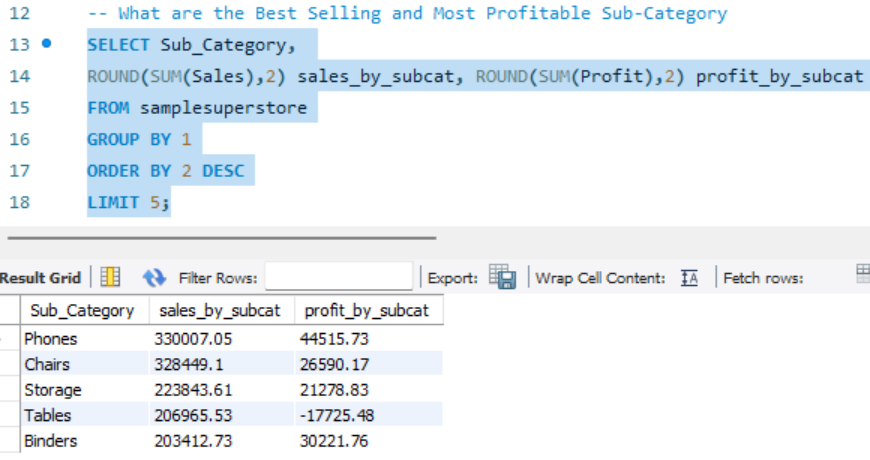 12 -- What are the Best Selling and Most Profitable Sub-Category
13 SELECT Sub_Category,
14 ROUND(SUM(Sales),2) sales_by_subcat, ROUND(SUM(Profit),2) profit_by_subcat
15 FROM samplesuperstore
16 GROUP BY 1
17 ORDER BY 2 DESC
18 LIMIT 5;
Result Grid Filter Rows: Export: Wrap Cell Content: Fetch rows:
Sub_Category sales_by_subcat profit_by_subcat
Phones 330007.05 44515.73
Chairs 328449.1 26590.17
Storage 223843.61 21278.83
Tables 206965.53 -17725.48
Binders 203412.73 30221.76